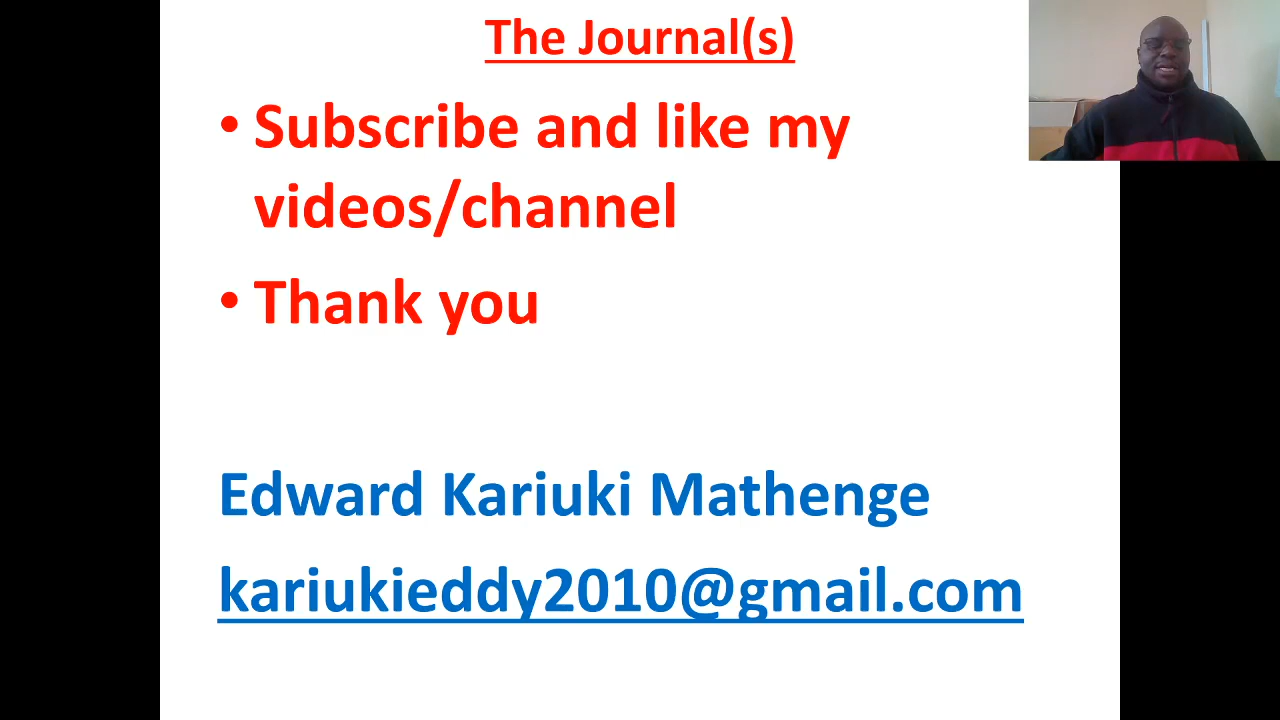 The Journal(s)
• Subscribe and like my
videos/channel
• Thank you
Edward Kariuki Mathenge
kariukieddy2010@gmail.com